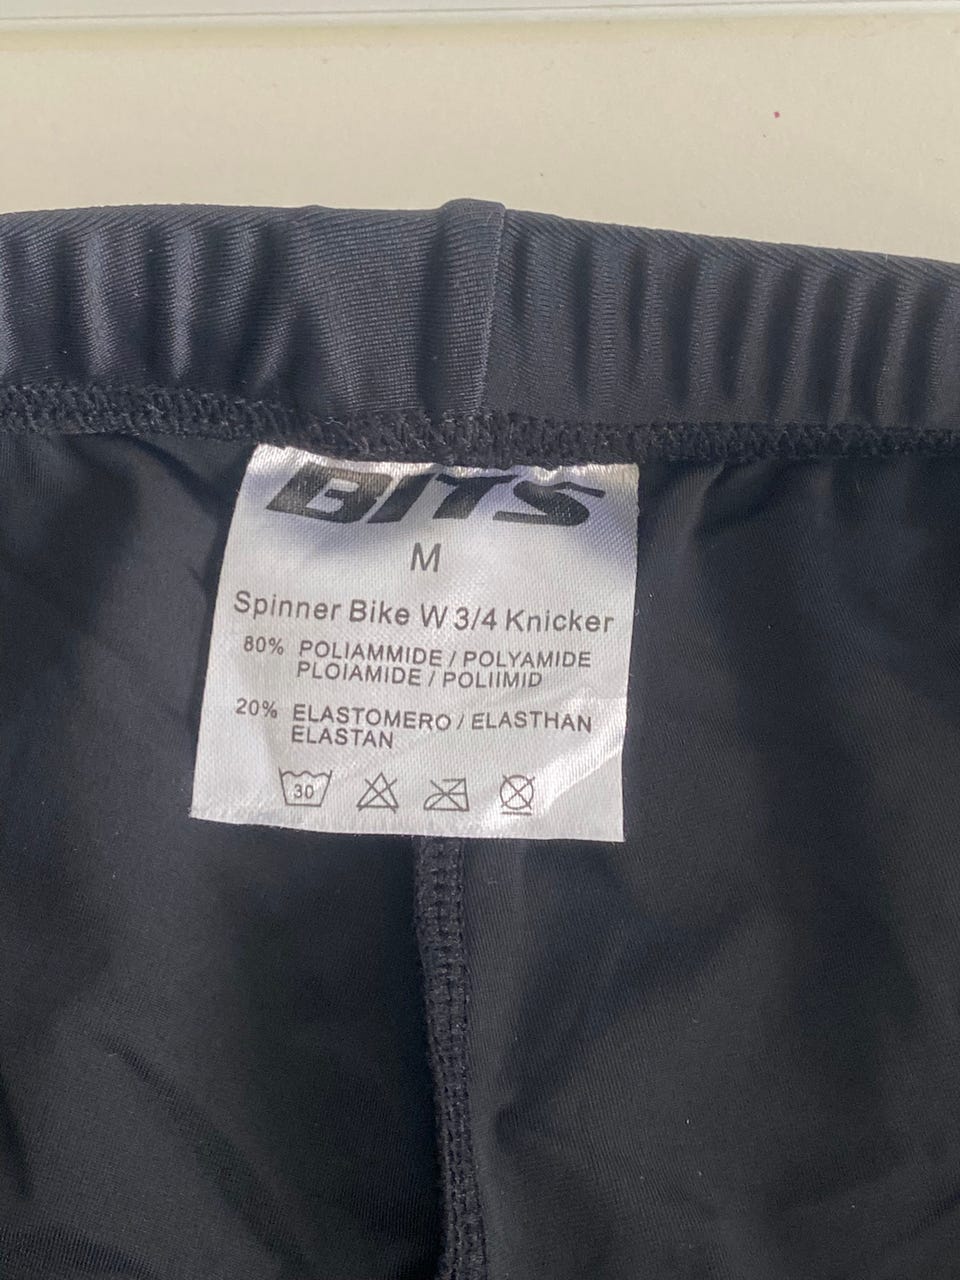 BITS
M
Spinner Bike W 3/4 Knicker
80% POLIAMMIDE / POLYAMIDE
PLOIAMIDE / POLIIMID
20% ELASTOMERO / ELASTHAN
ELASTAN
30